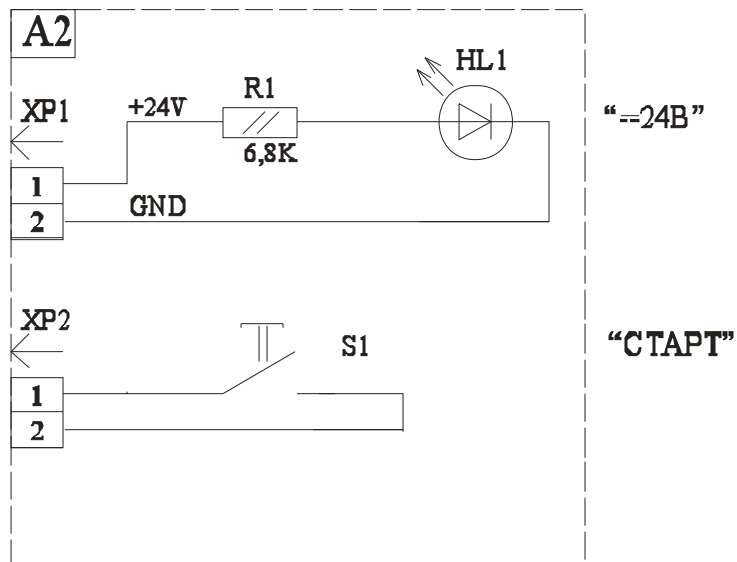 A2
HL1
R1
XP1
+24V
“--24В”
6,8K
1
GND
2
XP2
S1
“СТАРТ”
1
2